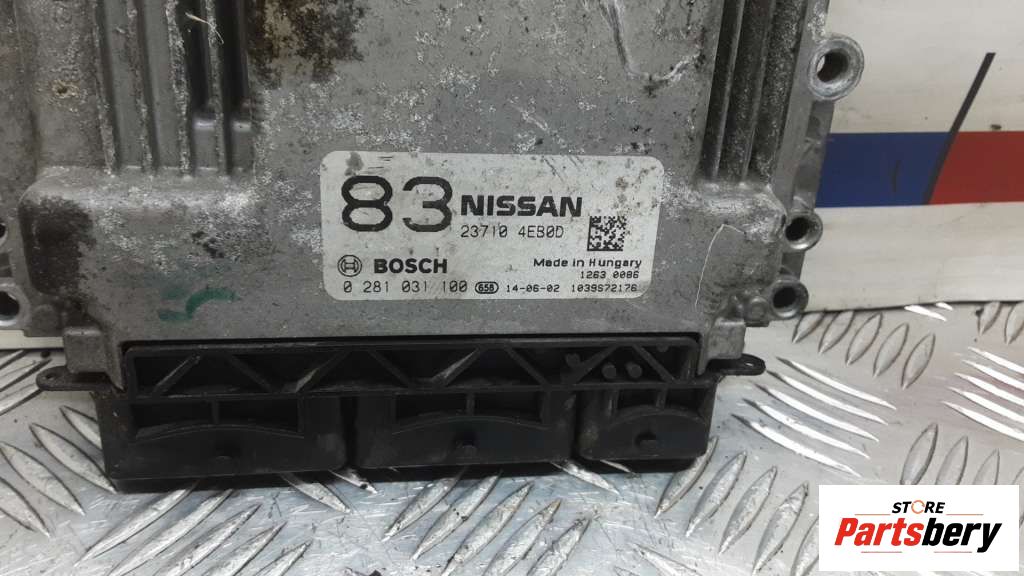 83 NISSAN
23710 4EB0D
BOSCH
Made in Hungary
1263 0086
0 281 031 100 658 14-06-02 1039S72176
STORE
Partsbery